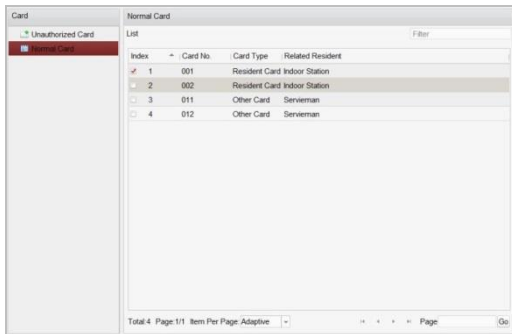 Card
Unauthorized Card
Normal Card
Normal Card
List
Filter
Index Card No. Card Type Related Resident
1 001 Resident Card Indoor Station
2 002 Resident Card Indoor Station
3 011 Other Card Servieman
4 012 Other Card Servieman
Total:4 Page:1/1 Item Per Page: Adaptive Page Go